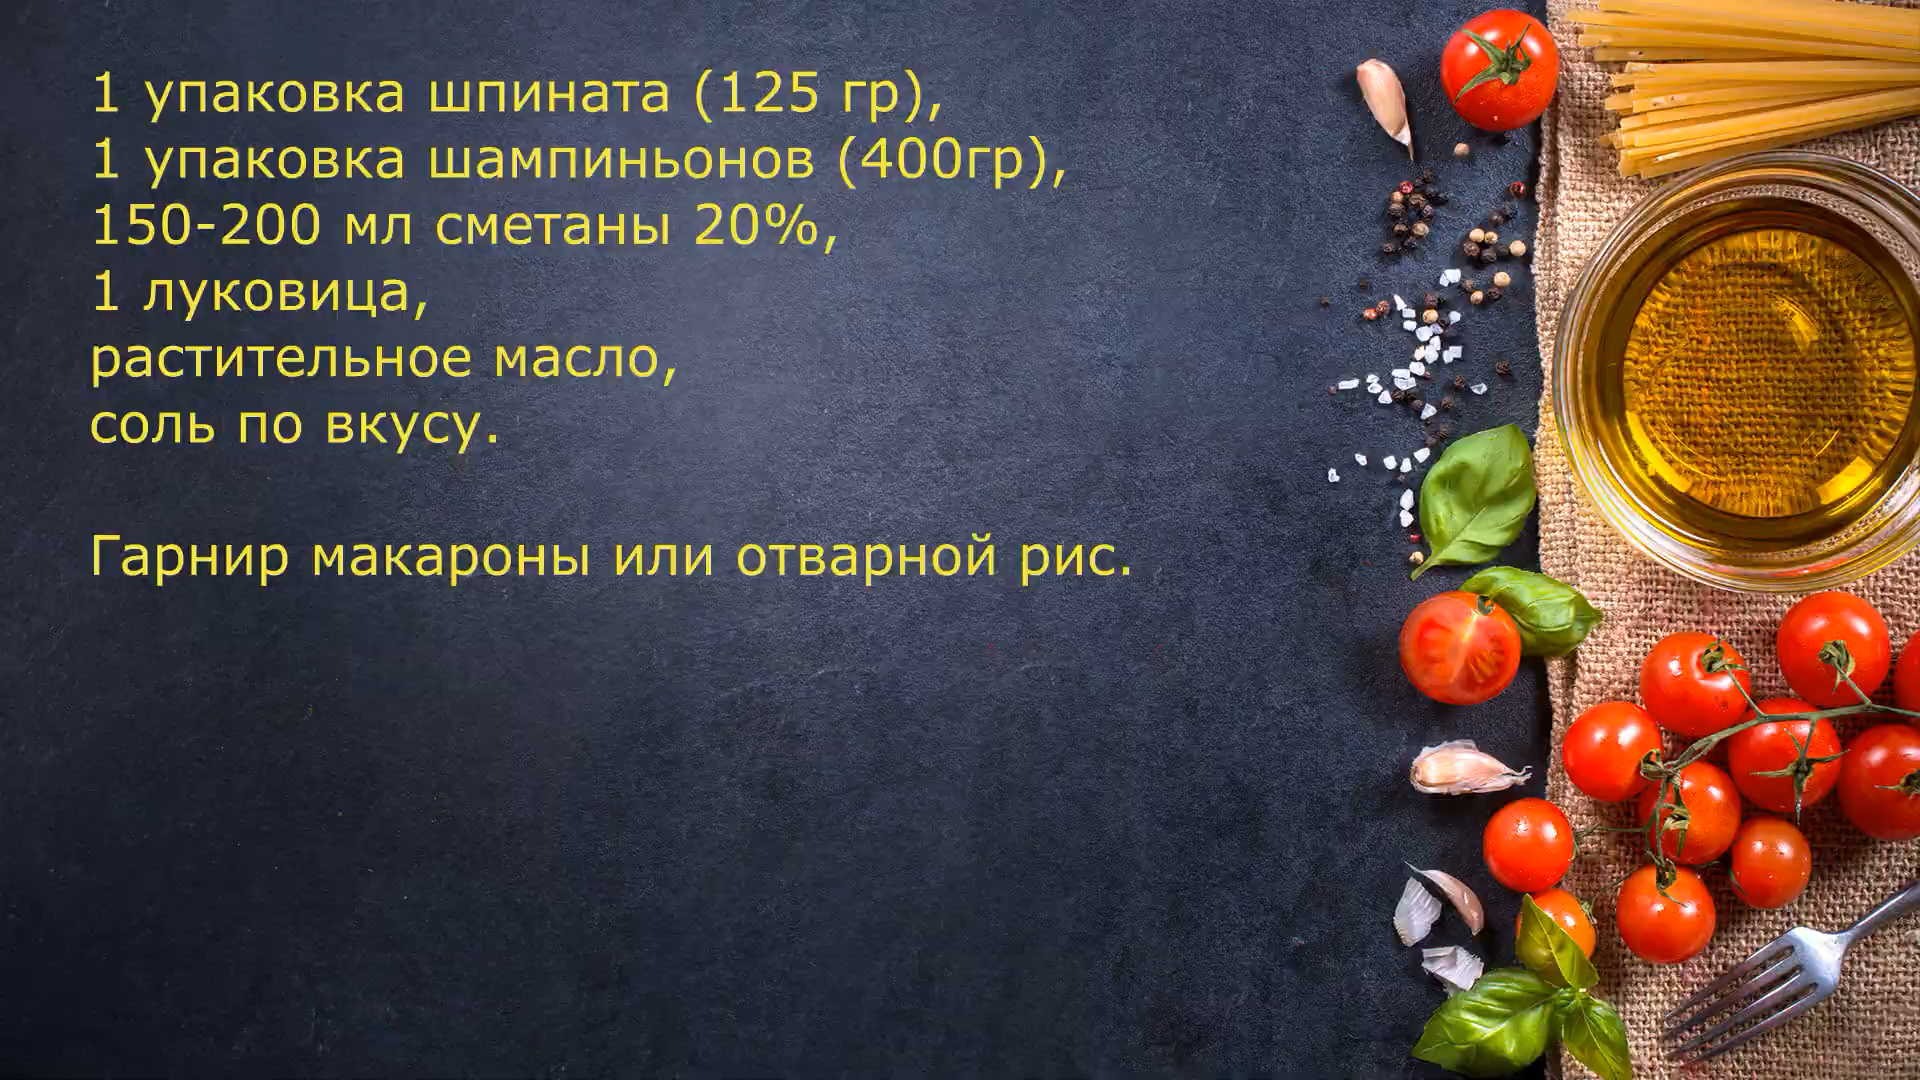 1 упаковка шпината (125 гр),
1 упаковка шампиньонов (400гр),
150-200 мл сметаны 20%,
1 луковица,
растительное масло,
соль по вкусу.
Гарнир макароны или отварной рис.